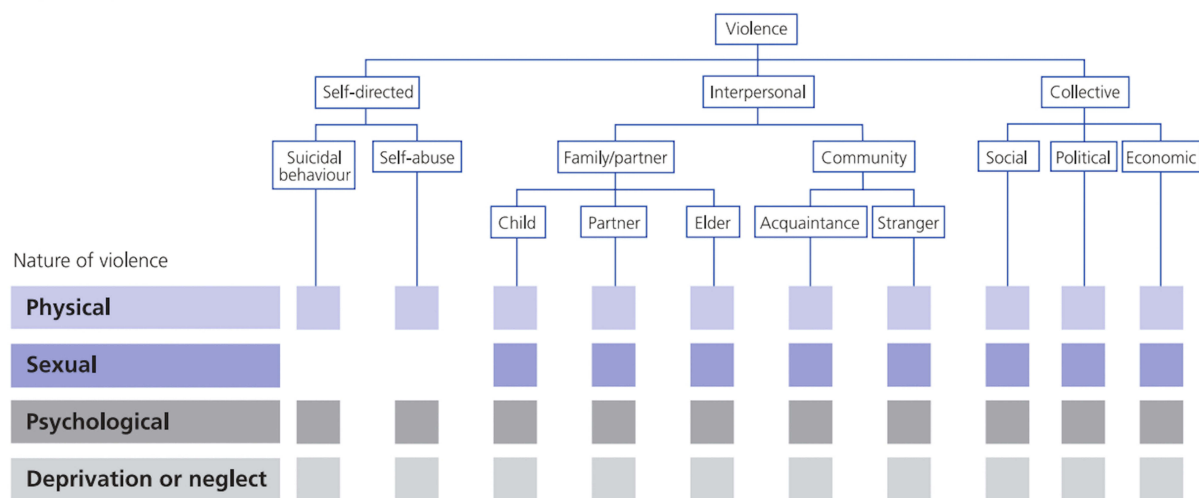 Violence
Self-directed
Interpersonal
Collective
Suicidal
behaviour
Self-abuse
Family/partner
Community
Social
Political
Economic
Child
Partner
Elder
Acquaintance
Stranger
Nature of violence
Physical
Sexual
Psychological
Deprivation or neglect